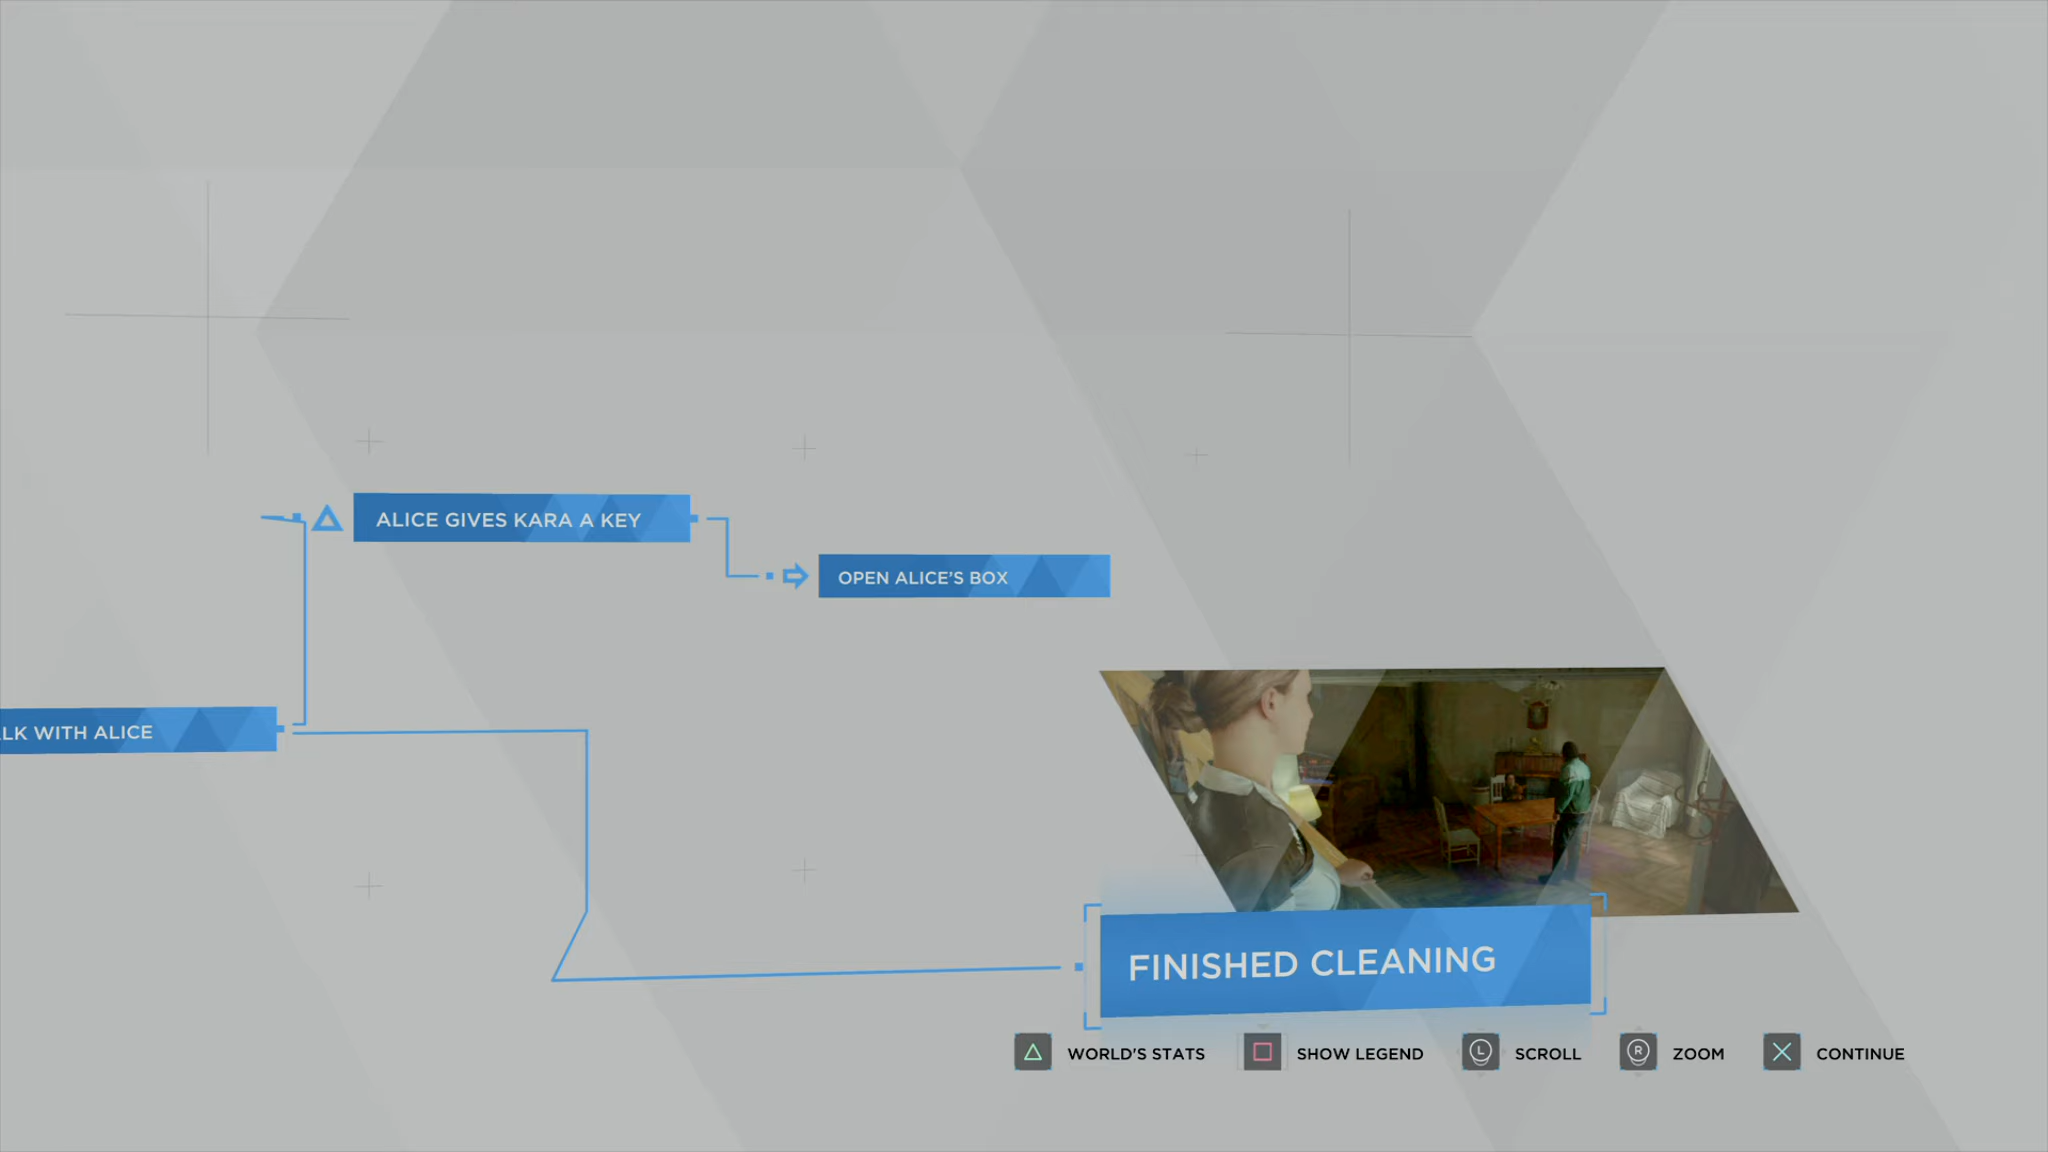 ALICE GIVES KARA A KEY
OPEN ALICE'S BOX
LK WITH ALICE
FINISHED CLEANING
WORLD'S STATS
SHOW LEGEND
L
SCROLL
R
ZOOM
CONTINUE